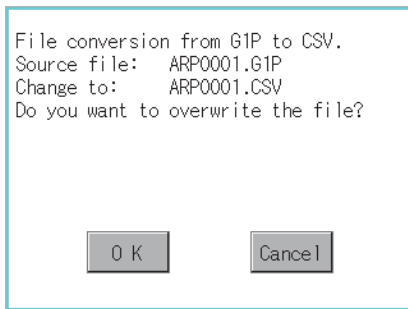 File conversion from G1P to CSV.
Source file: ARP0001.G1P
Change to: ARP0001.CSV
Do you want to overwrite the file?
O K
Cancel